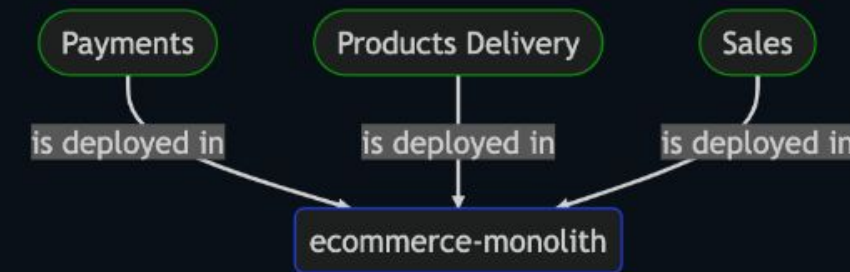 Payments
Products Delivery
Sales
is deployed in
is deployed in
is deployed in
ecommerce-monolith